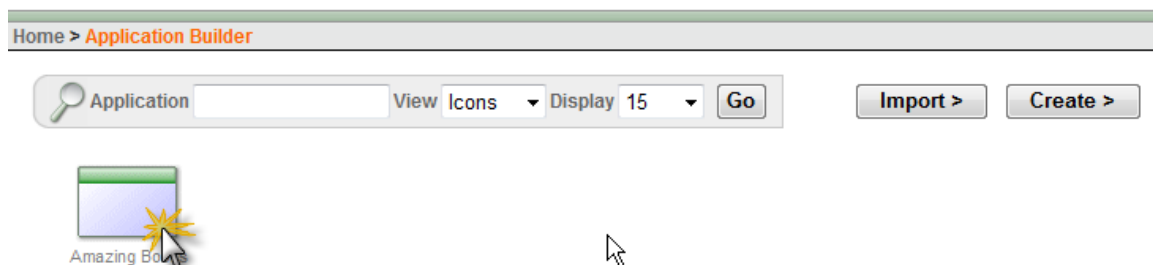 Home > Application Builder
Application View Icons Display 15 Go Import > Create >
Amazing